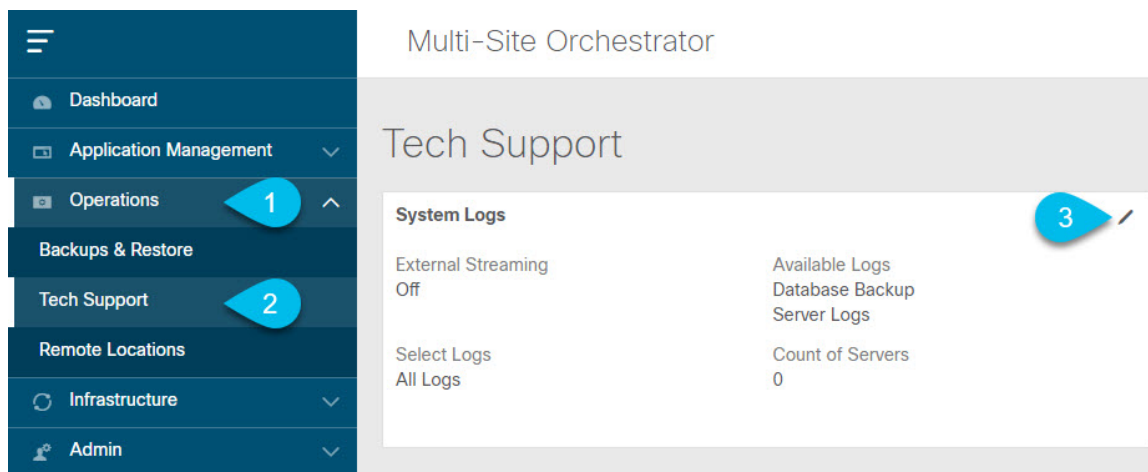 Multi-Site Orchestrator
Dashboard
Application Management
Operations
1
Backups & Restore
Tech Support
2
Remote Locations
Infrastructure
Admin
Tech Support
System Logs
3
External Streaming
Off
Available Logs
Database Backup
Server Logs
Select Logs
All Logs
Count of Servers
0